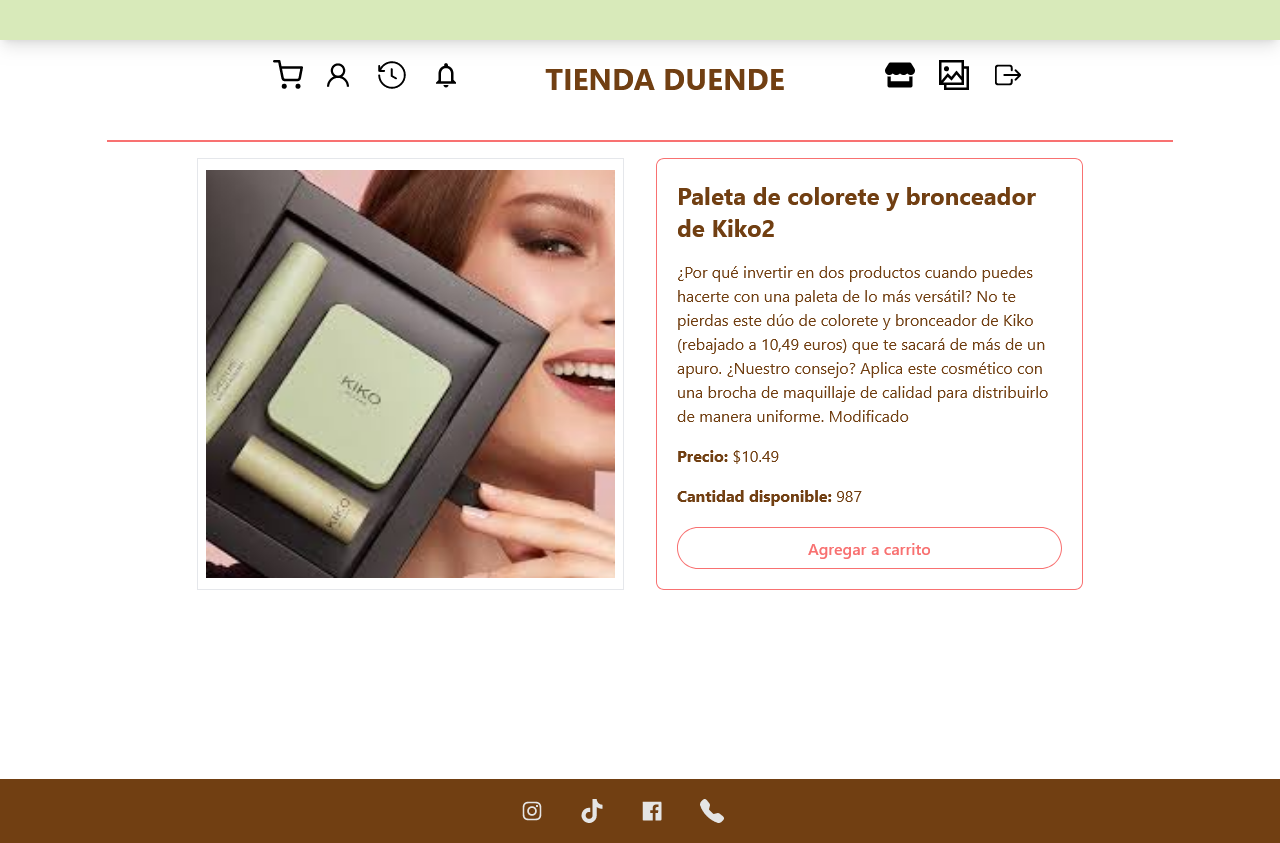 TIENDA DUENDE
KIKO
KIKO
Paleta de colorete y bronceador
de Kiko2
¿Por qué invertir en dos productos cuando puedes
hacerte con una paleta de lo más versátil? No te
pierdas este dúo de colorete y bronceador de Kiko
(rebajado a 10,49 euros) que te sacará de más de un
apuro. ¿Nuestro consejo? Aplica este cosmético con
una brocha de maquillaje de calidad para distribuirlo
de manera uniforme. Modificado
Precio: $10.49
Cantidad disponible: 987
Agregar a carrito